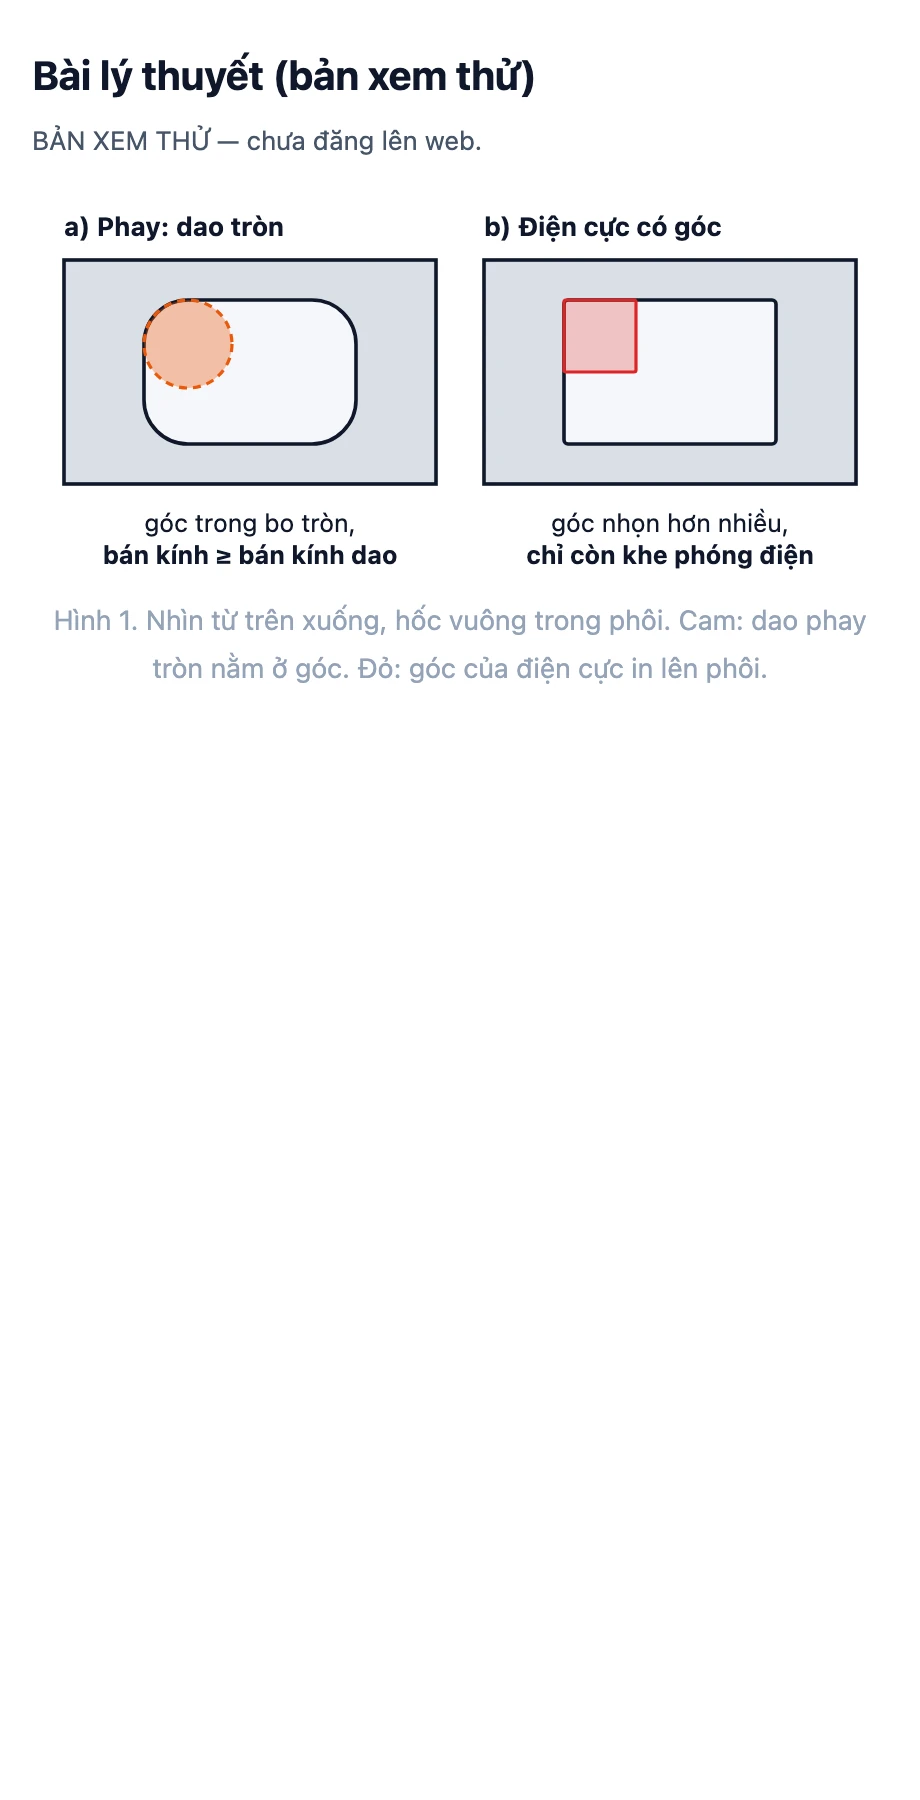 Bài lý thuyết (bản xem thử)
BẢN XEM THỬ — chưa đăng lên web.
a) Phay: dao tròn
b) Điện cực có góc
góc trong bo tròn,
bán kính ≥ bán kính dao
góc nhọn hơn nhiều,
chỉ còn khe phóng điện
Hình 1. Nhìn từ trên xuống, hốc vuông trong phôi. Cam: dao phay
tròn nằm ở góc. Đỏ: góc của điện cực in lên phôi.